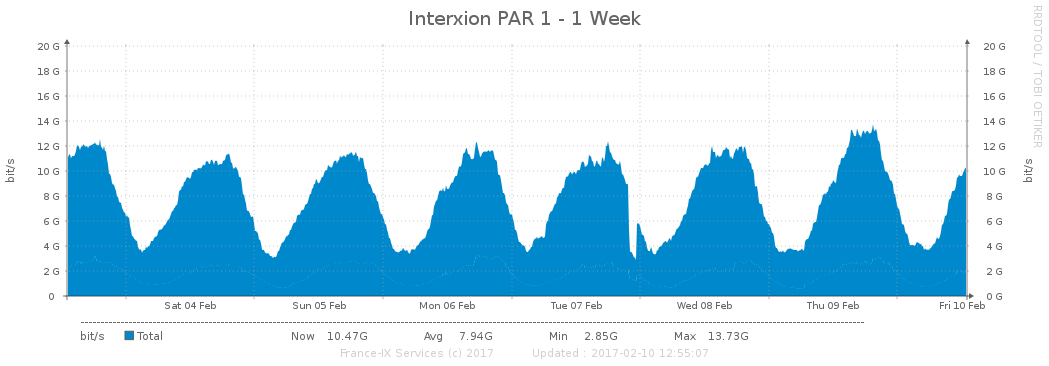 Interxion PAR 1 - 1 Week
RRDTOOL / TOBI OETIKER
20 G 20 G
18 G 18 G
16 G 16 G
14 G 14 G
12 G 12 G
10 G 10 G
8 G 8 G
6 G 6 G
4 G 4 G
2 G 2 G
0 0 G
bit/s
bit/s
Sat 04 Feb Sun 05 Feb Mon 06 Feb Tue 07 Feb Wed 08 Feb Thu 09 Feb Fri 10 Feb
bit/s Total Now 10.47G Avg 7.94G Min 2.85G Max 13.73G
France-IX Services (c) 2017 Updated : 2017-02-10 12:55:07